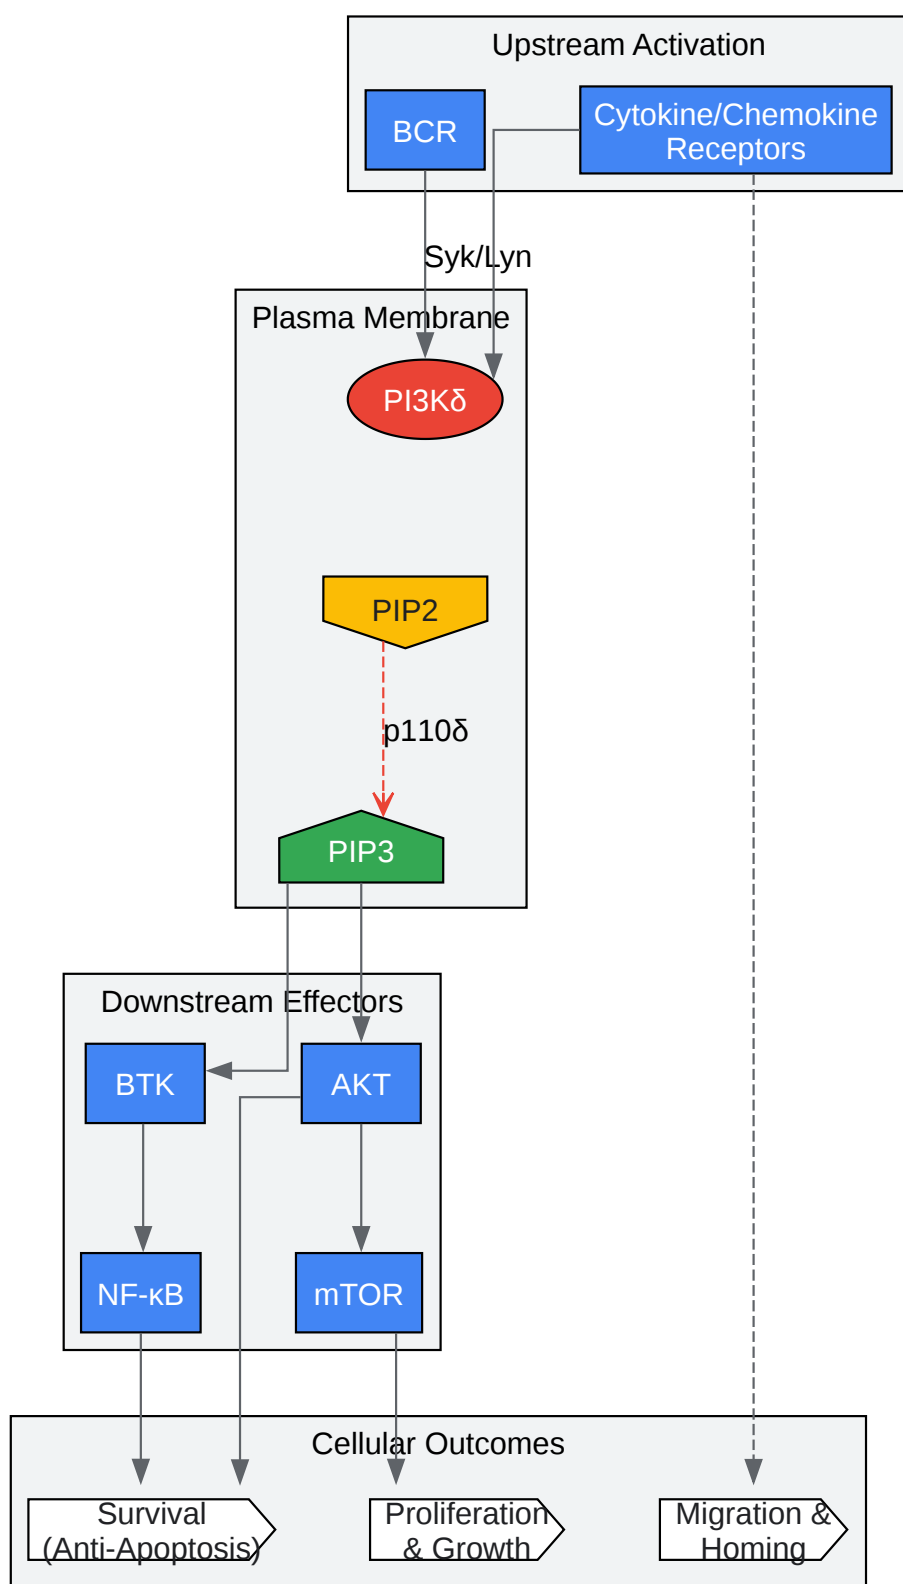 Upstream Activation
BCR
Cytokine/Chemokine
Receptors
Syk/Lyn
Plasma Membrane
PI3Kδ
PIP2
p110δ
PIP3
Downstream Effectors
BTK
AKT
NF-κB
mTOR
Cellular Outcomes
Survival
(Anti-Apoptosis)
Proliferation
& Growth
Migration &
Homing